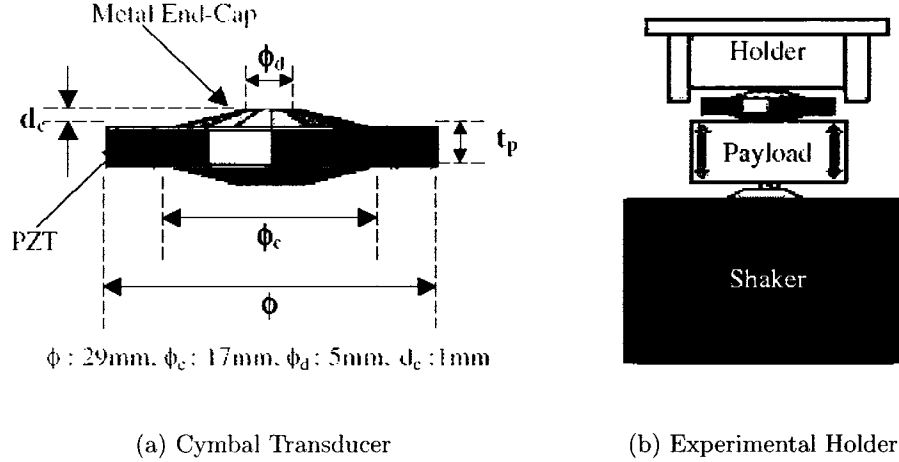 Metal End-Cap
ϕd
dc
tp
PZT
ϕc
ϕ
ϕ : 29mm, ϕc : 17mm, ϕd : 5mm, dc :1mm
(a) Cymbal Transducer
Holder
Payload
Shaker
(b) Experimental Holder